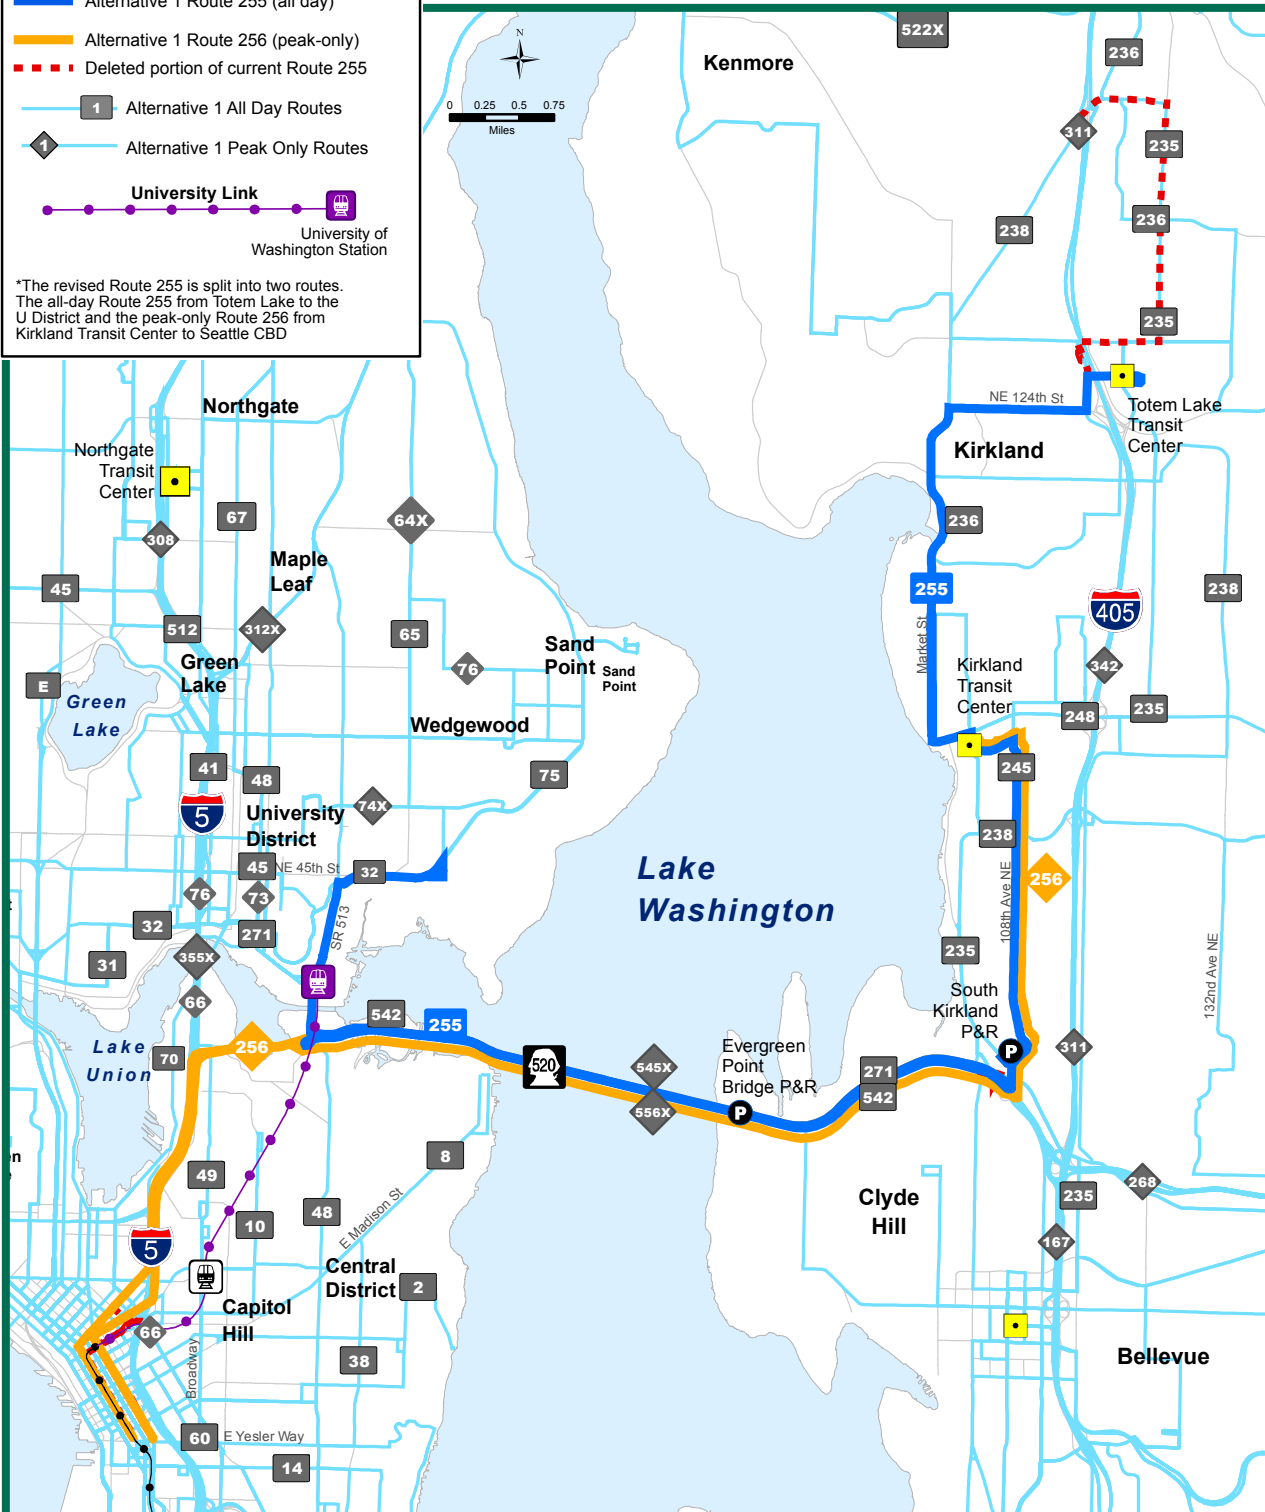 Alternative 1 Route 255 (all day)
Alternative 1 Route 256 (peak-only)
Deleted portion of current Route 255
1 Alternative 1 All Day Routes
1 Alternative 1 Peak Only Routes
University Link
University of
Washington Station
*The revised Route 255 is split into two routes.
The all-day Route 255 from Totem Lake to the
U District and the peak-only Route 256 from
Kirkland Transit Center to Seattle CBD
N
0 0.25 0.5 0.75
Miles
522X
Kenmore
236
311
235
236
238
235
NE 124th St
Totem Lake
Transit
Center
Kirkland
Northgate
Northgate
Transit
Center
67
64X
308
236
Maple
Leaf
45
255
238
405
512
312X
65
Market St
Sand
Point
Sand
Point
Green
Lake
76
Kirkland
Transit
Center
342
E
Green
Lake
235
248
Wedgewood
41
48
75
245
5
74X
University
District
238
45
NE 45th St
32
Lake
Washington
256
76
73
108th Ave NE
32
271
SR 513
235
31
355X
132nd Ave NE
66
South
Kirkland
P&R
542
255
256
Lake
Union
70
Evergreen
Point
Bridge P&R
P
311
520
545X
271
556X
P
542
8
49
Clyde
Hill
268
235
48
10
E Madison St
167
5
Central
District
2
Capitol
Hill
66
Broadway
38
Bellevue
60
E Yesler Way
14